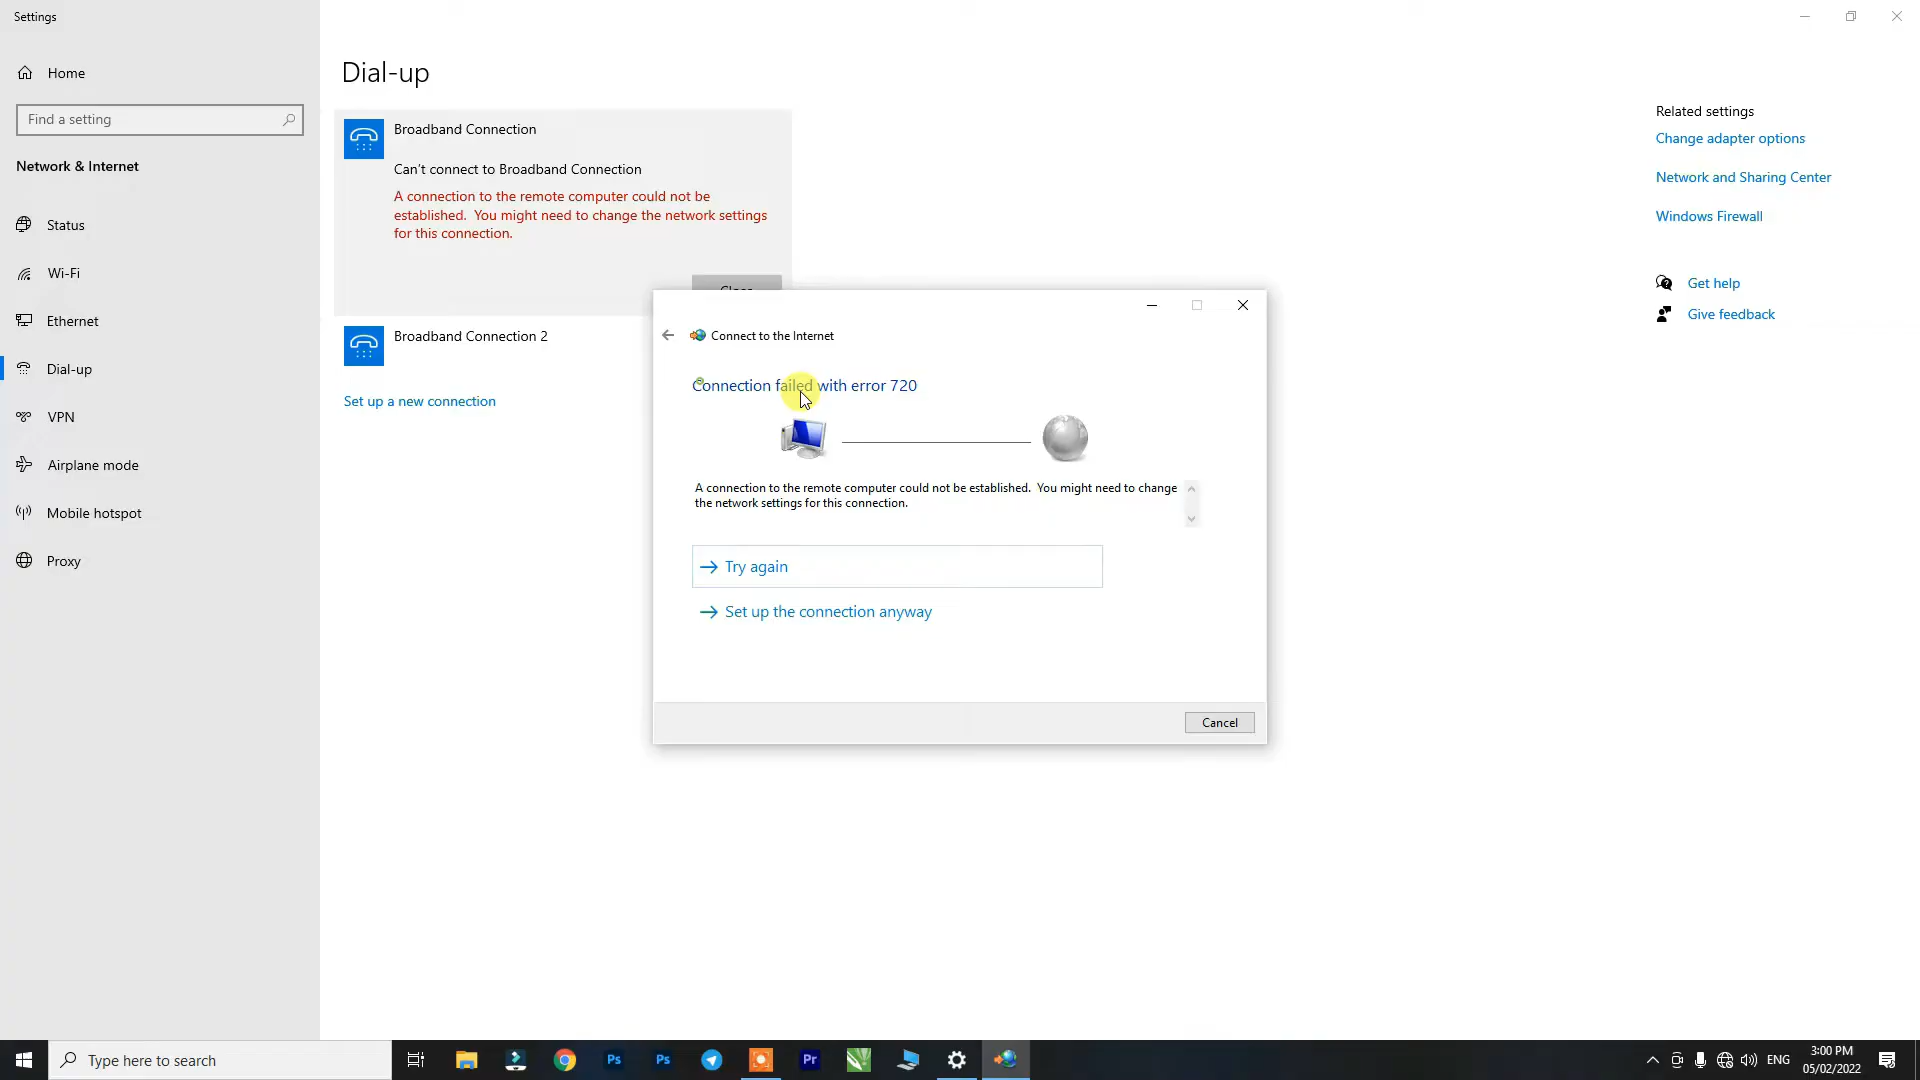 Settings
Home
Find a setting
Network & Internet
Status
Wi-Fi
Ethernet
Dial-up
VPN
Airplane mode
Mobile hotspot
Proxy
Dial-up
Broadband Connection
Can't connect to Broadband Connection
A connection to the remote computer could not be
established.  You might need to change the network settings
for this connection.
Close
Broadband Connection 2
Set up a new connection
Related settings
Change adapter options
Network and Sharing Center
Windows Firewall
Get help
Give feedback
Connect to the Internet
Connection failed with error 720
A connection to the remote computer could not be established.  You might need to change
the network settings for this connection.
Try again
Set up the connection anyway
Cancel
Type here to search
Ps
Ps
Pr
ENG
3:00 PM
05/02/2022